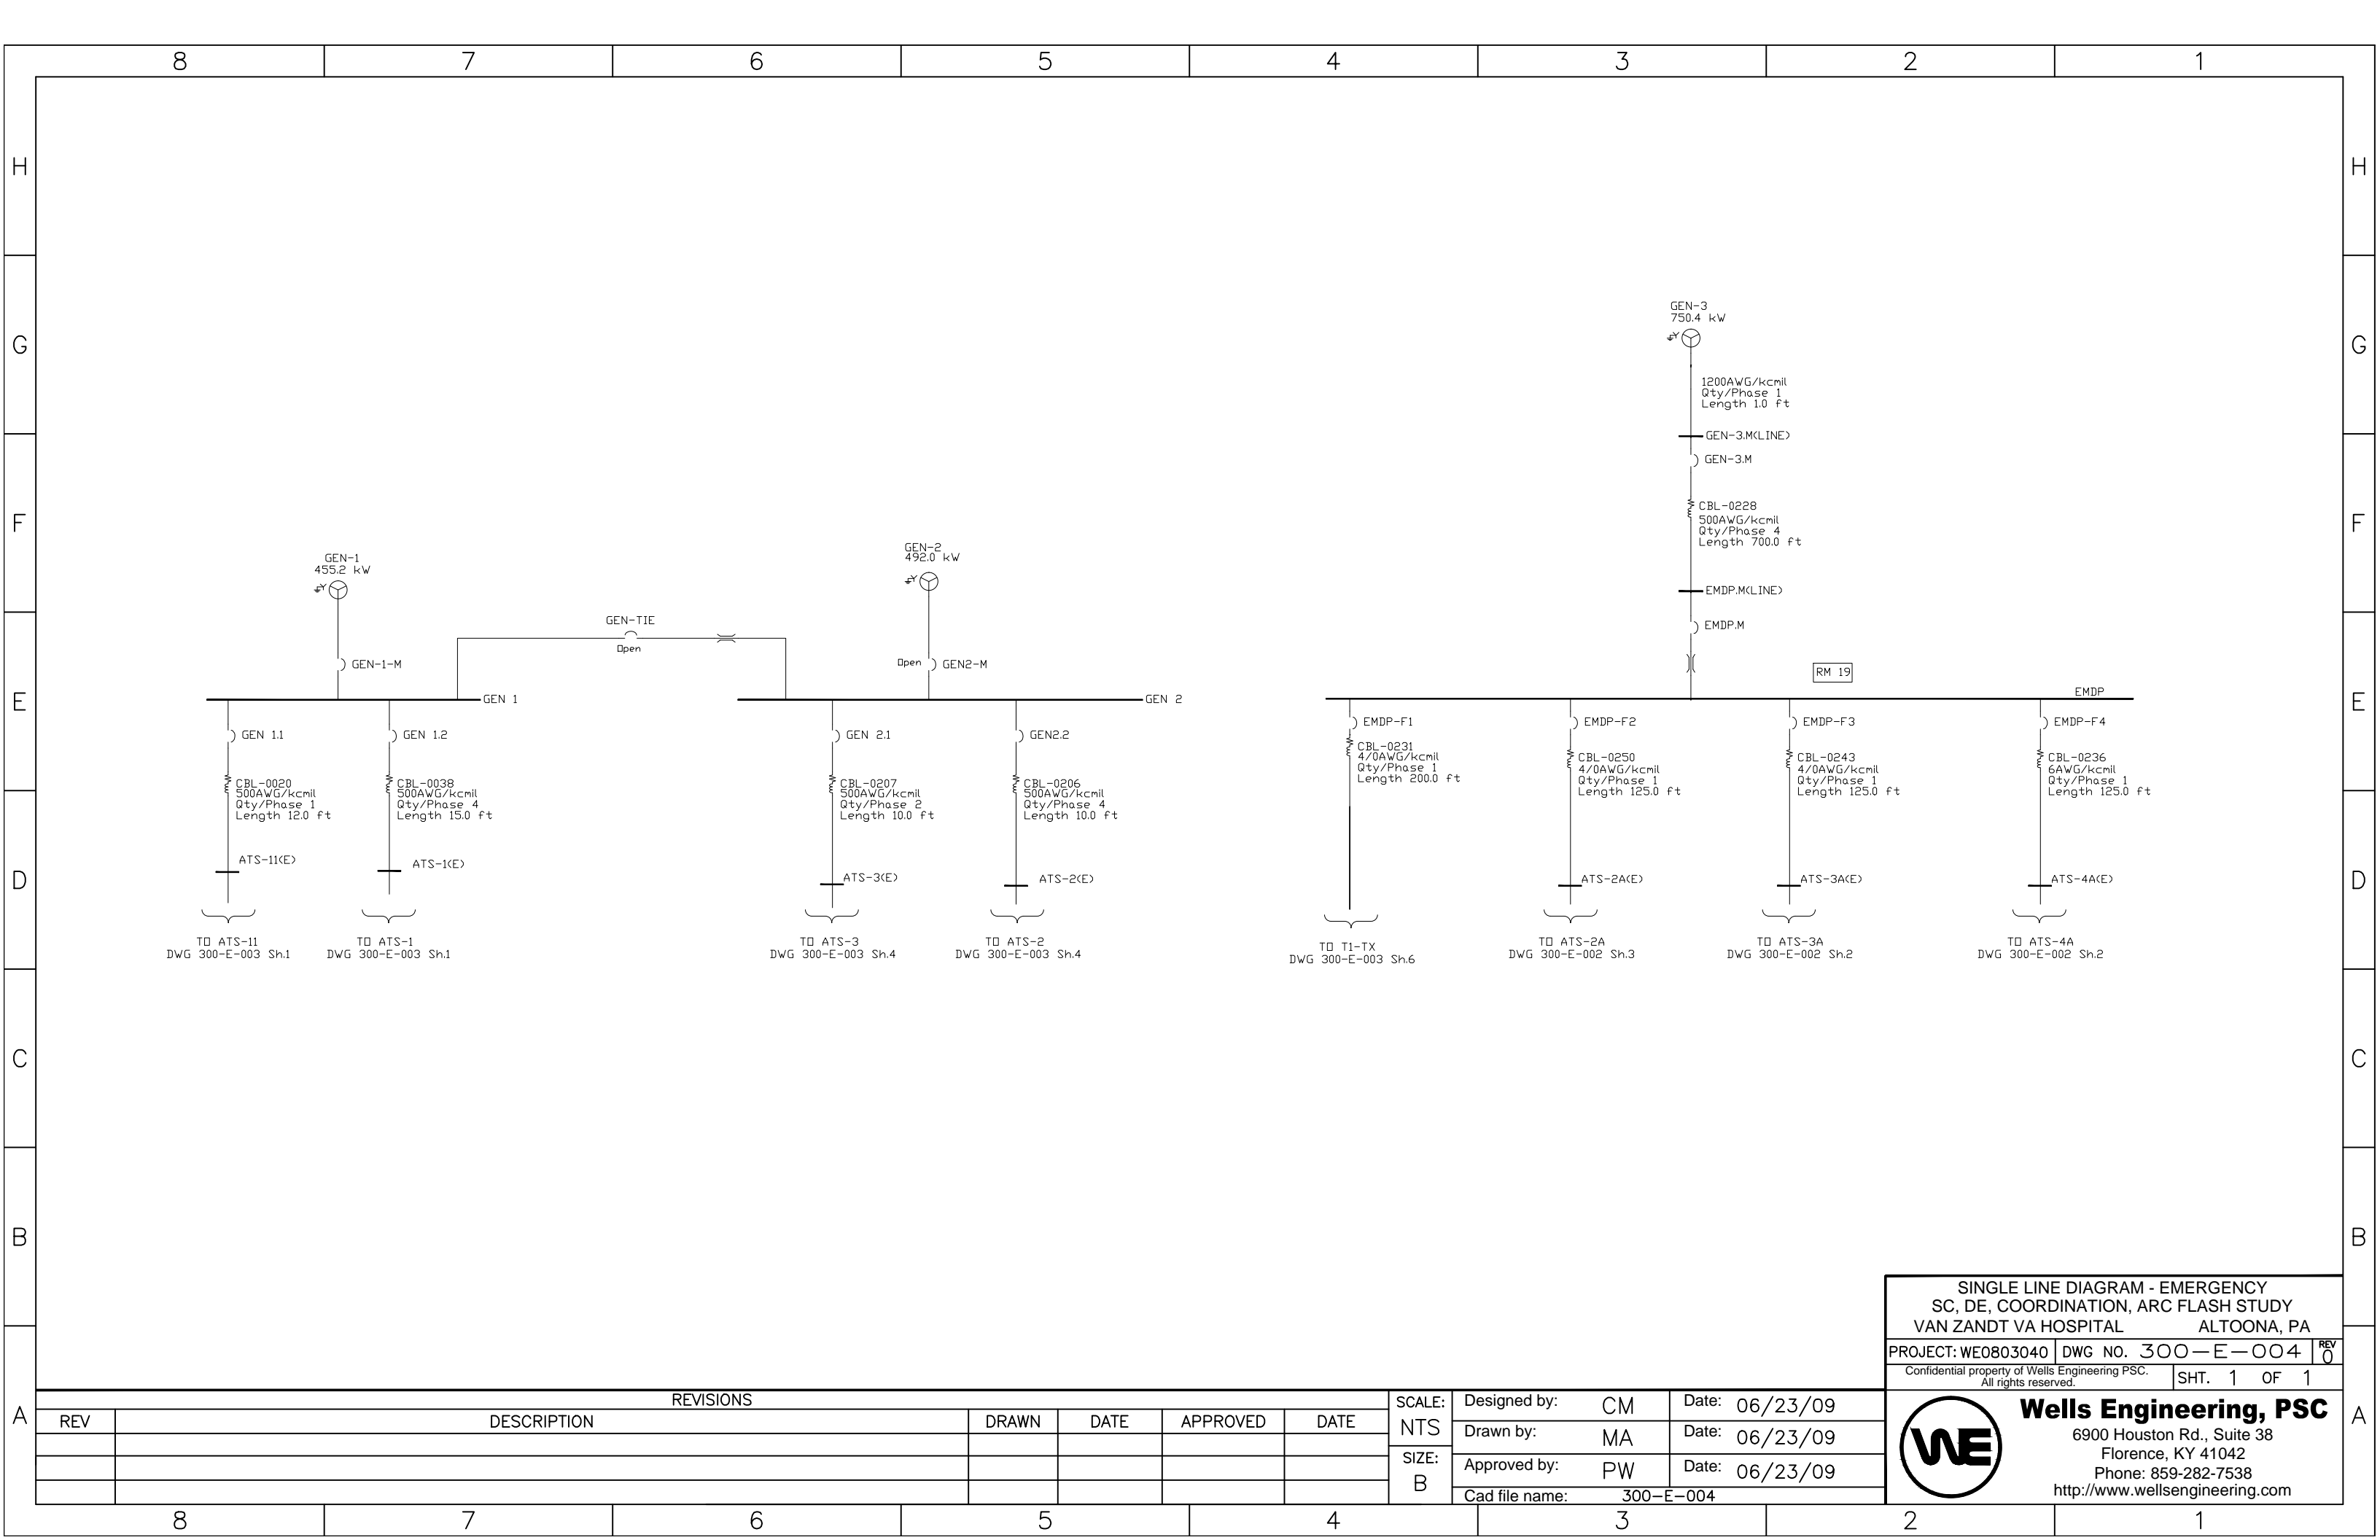 8 7 6 5 4 3 2 1
H H
G G
F F
E E
D D
C C
B B
A A
GEN-3
750.4 kW
1200AWG/kcmil
Qty/Phase 1
Length 1.0 ft
GEN-3.M(LINE)
GEN-3.M
CBL-0228
500AWG/kcmil
Qty/Phase 4
Length 700.0 ft
EMDP.M(LINE)
EMDP.M
RM 19
EMDP
GEN-1
455.2 kW
GEN-1-M
GEN-TIE
Open
GEN-2
492.0 kW
Open
GEN2-M
GEN 1
GEN 2
GEN 1.1
CBL-0020
500AWG/kcmil
Qty/Phase 1
Length 12.0 ft
ATS-11(E)
TO ATS-11
DWG 300-E-003 Sh.1
GEN 1.2
CBL-0038
500AWG/kcmil
Qty/Phase 4
Length 15.0 ft
ATS-1(E)
TO ATS-1
DWG 300-E-003 Sh.1
GEN 2.1
CBL-0207
500AWG/kcmil
Qty/Phase 2
Length 10.0 ft
ATS-3(E)
TO ATS-3
DWG 300-E-003 Sh.4
GEN2.2
CBL-0206
500AWG/kcmil
Qty/Phase 4
Length 10.0 ft
ATS-2(E)
TO ATS-2
DWG 300-E-003 Sh.4
EMDP-F1
CBL-0231
4/0AWG/kcmil
Qty/Phase 1
Length 200.0 ft
TO T1-TX
DWG 300-E-003 Sh.6
EMDP-F2
CBL-0250
4/0AWG/kcmil
Qty/Phase 1
Length 125.0 ft
ATS-2A(E)
TO ATS-2A
DWG 300-E-002 Sh.3
EMDP-F3
CBL-0243
4/0AWG/kcmil
Qty/Phase 1
Length 125.0 ft
ATS-3A(E)
TO ATS-3A
DWG 300-E-002 Sh.2
EMDP-F4
CBL-0236
6AWG/kcmil
Qty/Phase 1
Length 125.0 ft
ATS-4A(E)
TO ATS-4A
DWG 300-E-002 Sh.2
SINGLE LINE DIAGRAM - EMERGENCY
SC, DE, COORDINATION, ARC FLASH STUDY
VAN ZANDT VA HOSPITAL ALTOONA, PA
PROJECT: WE0803040 DWG NO. 300-E-004 REV 0
Confidential property of Wells Engineering PSC.
All rights reserved.
SHT. 1 OF 1
WE
Wells Engineering, PSC
6900 Houston Rd., Suite 38
Florence, KY 41042
Phone: 859-282-7538
http://www.wellsengineering.com
REVISIONS
REV DESCRIPTION DRAWN DATE APPROVED DATE
SCALE:
NTS
SIZE:
B
Designed by: CM Date: 06/23/09
Drawn by: MA Date: 06/23/09
Approved by: PW Date: 06/23/09
Cad file name: 300-E-004
8 7 6 5 4 3 2 1